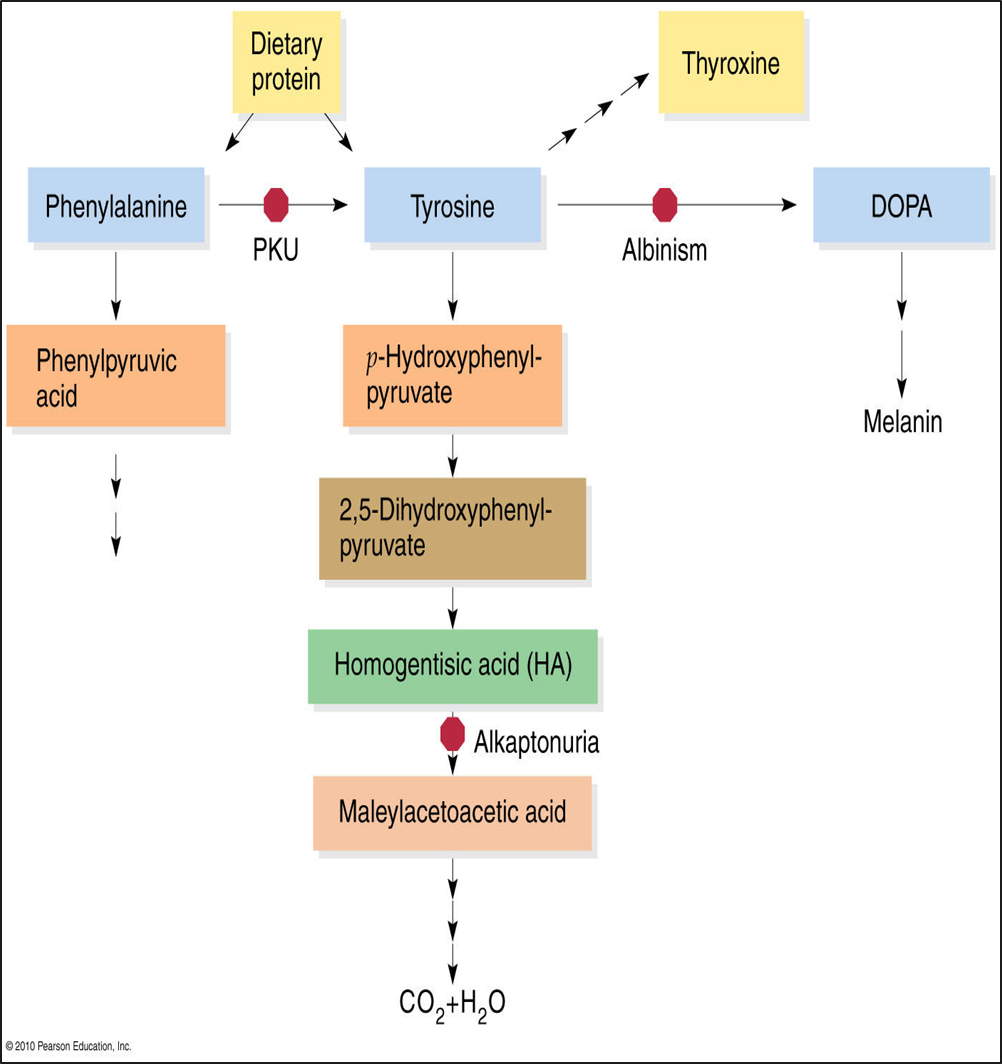 Dietary
protein
Thyroxine
Phenylalanine
Tyrosine
DOPA
PKU
Albinism
Phenylpyruvic
acid
p-Hydroxyphenyl-
pyruvate
Melanin
2,5-Dihydroxyphenyl-
pyruvate
Homogentisic acid (HA)
Alkaptonuria
Maleylacetoacetic acid
CO₂+H₂O
© 2010 Pearson Education, Inc.